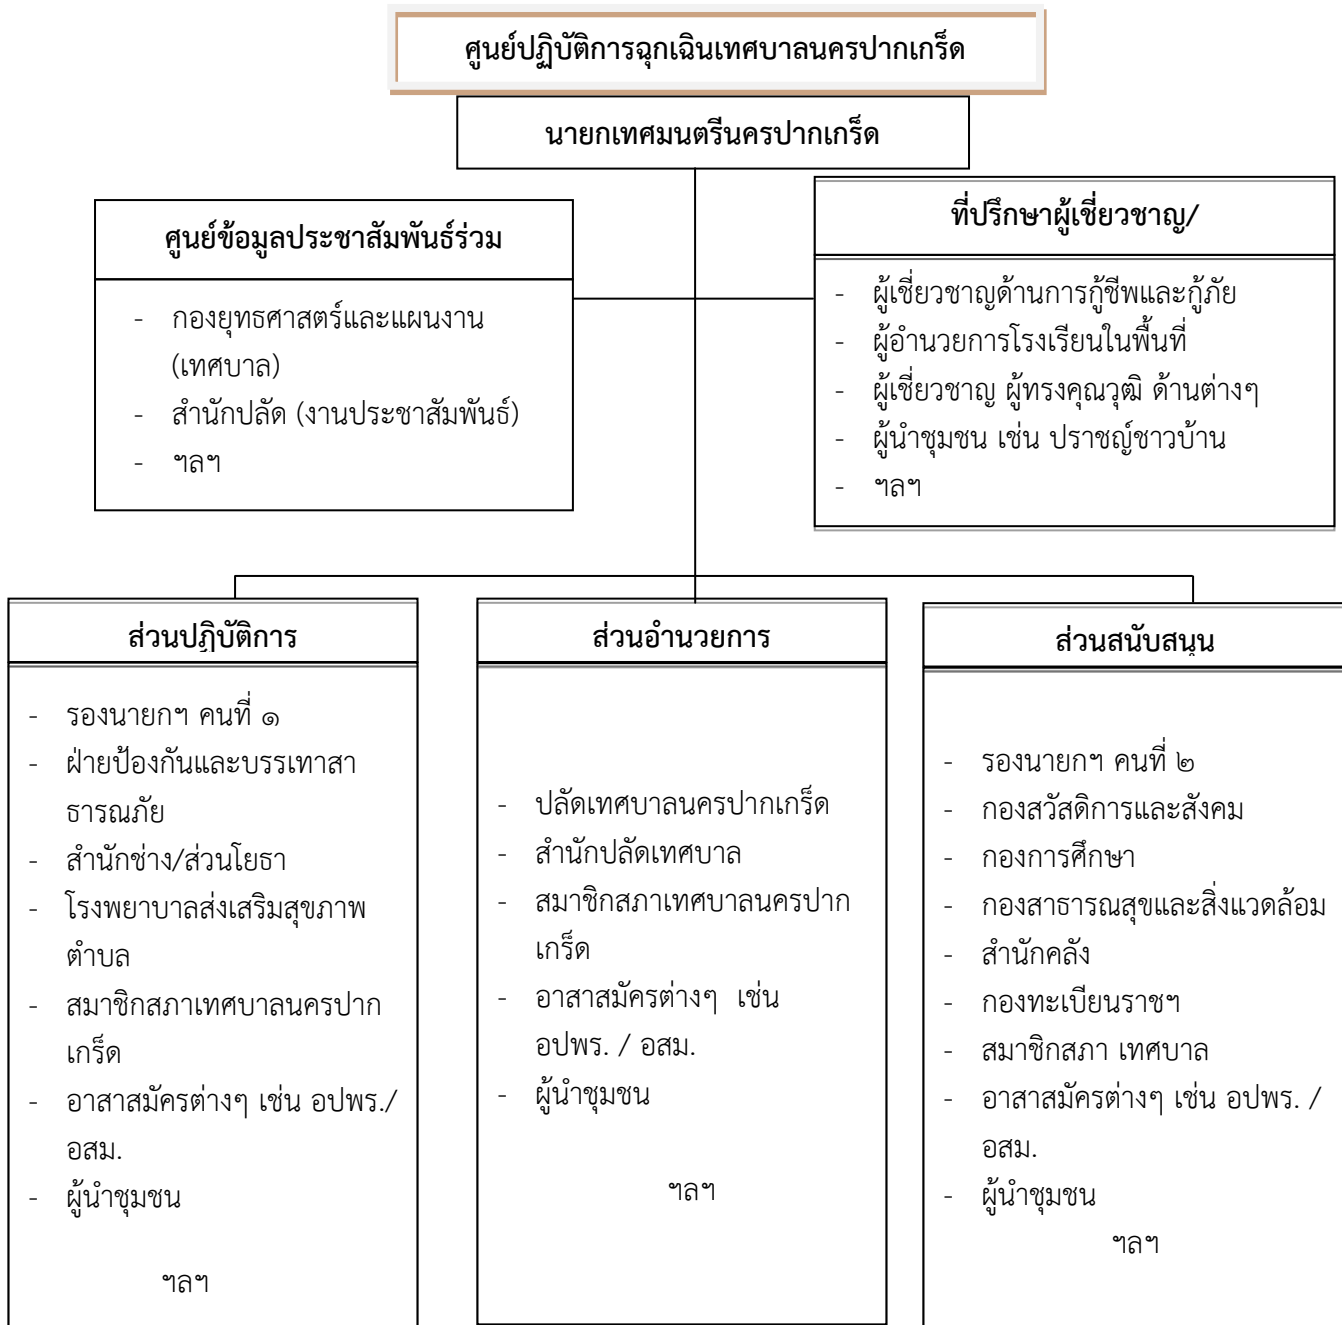 ศูนย์ปฏิบัติการฉุกเฉินเทศบาลนครปากเกร็ด
นายกเทศมนตรีนครปากเกร็ด
ศูนย์ข้อมูลประชาสัมพันธ์ร่วม
- กองยุทธศาสตร์และแผนงาน
(เทศบาล)
- สำนักปลัด (งานประชาสัมพันธ์)
- ฯลฯ
ที่ปรึกษาผู้เชี่ยวชาญ/
- ผู้เชี่ยวชาญด้านการกู้ชีพและกู้ภัย
- ผู้อำนวยการโรงเรียนในพื้นที่
- ผู้เชี่ยวชาญ ผู้ทรงคุณวุฒิ ด้านต่างๆ
- ผู้นำชุมชน เช่น ปราชญ์ชาวบ้าน
- ฯลฯ
ส่วนปฏิบัติการ
- รองนายกฯ คนที่ ๑
- ฝ่ายป้องกันและบรรเทาสา
ธารณภัย
- สำนักช่าง/ส่วนโยธา
- โรงพยาบาลส่งเสริมสุขภาพ
ตำบล
- สมาชิกสภาเทศบาลนครปาก
เกร็ด
- อาสาสมัครต่างๆ เช่น อปพร./
อสม.
- ผู้นำชุมชน
ฯลฯ
ส่วนอำนวยการ
- ปลัดเทศบาลนครปากเกร็ด
- สำนักปลัดเทศบาล
- สมาชิกสภาเทศบาลนครปาก
เกร็ด
- อาสาสมัครต่างๆ เช่น
อปพร. / อสม.
- ผู้นำชุมชน
ฯลฯ
ส่วนสนับสนุน
- รองนายกฯ คนที่ ๒
- กองสวัสดิการและสังคม
- กองการศึกษา
- กองสาธารณสุขและสิ่งแวดล้อม
- สำนักคลัง
- กองทะเบียนราชฯ
- สมาชิกสภา เทศบาล
- อาสาสมัครต่างๆ เช่น อปพร. /
อสม.
- ผู้นำชุมชน
ฯลฯ